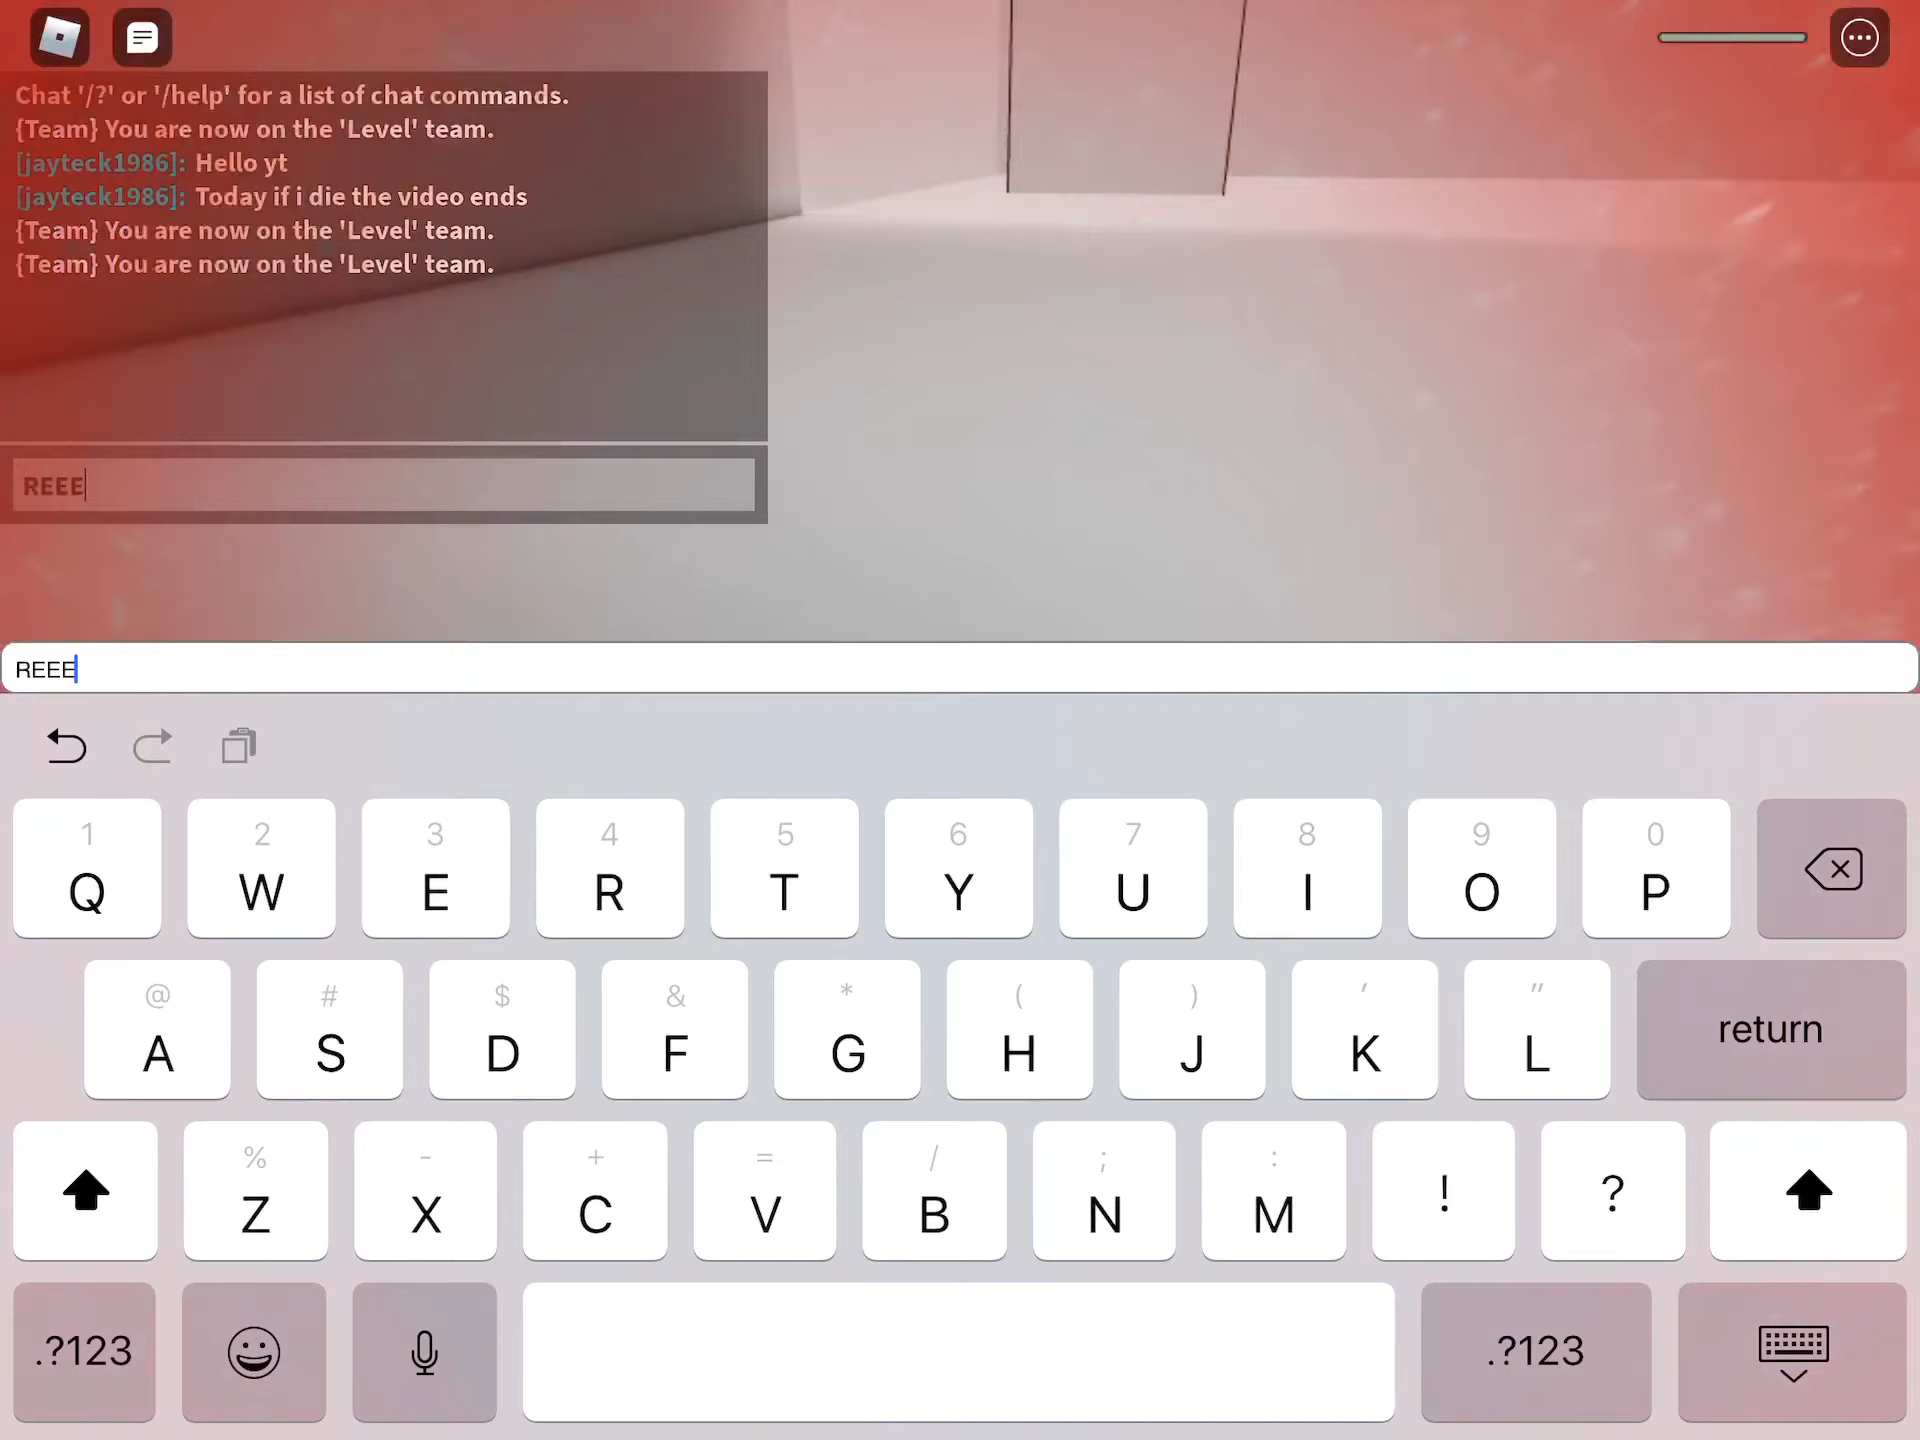 Chat '/?' or '/help' for a list of chat commands.
{Team} You are now on the 'Level' team.
[jayteck1986]: Hello yt
[jayteck1986]: Today if i die the video ends
{Team} You are now on the 'Level' team.
{Team} You are now on the 'Level' team.
REEE
REEE
1 2 3 4 5 6 7 8 9 0
Q W E R T Y U I O P
@ # $ & * ( ) ' "
A S D F G H J K L return
% - + = / ; :
Z X C V B N M ! ?
.?123 .?123